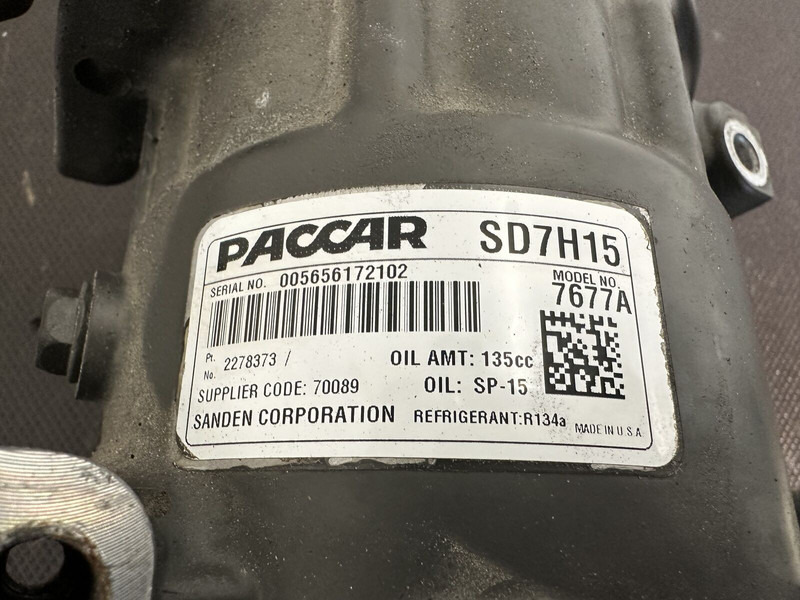 PACCAR SD7H15
SERIAL NO. 005656172102
MODEL NO.
7677A
Pt. No. 2278373 /
OIL AMT: 135cc
SUPPLIER CODE: 70089
OIL: SP-15
SANDEN CORPORATION
REFRIGERANT:R134a
MADE IN U.S.A.